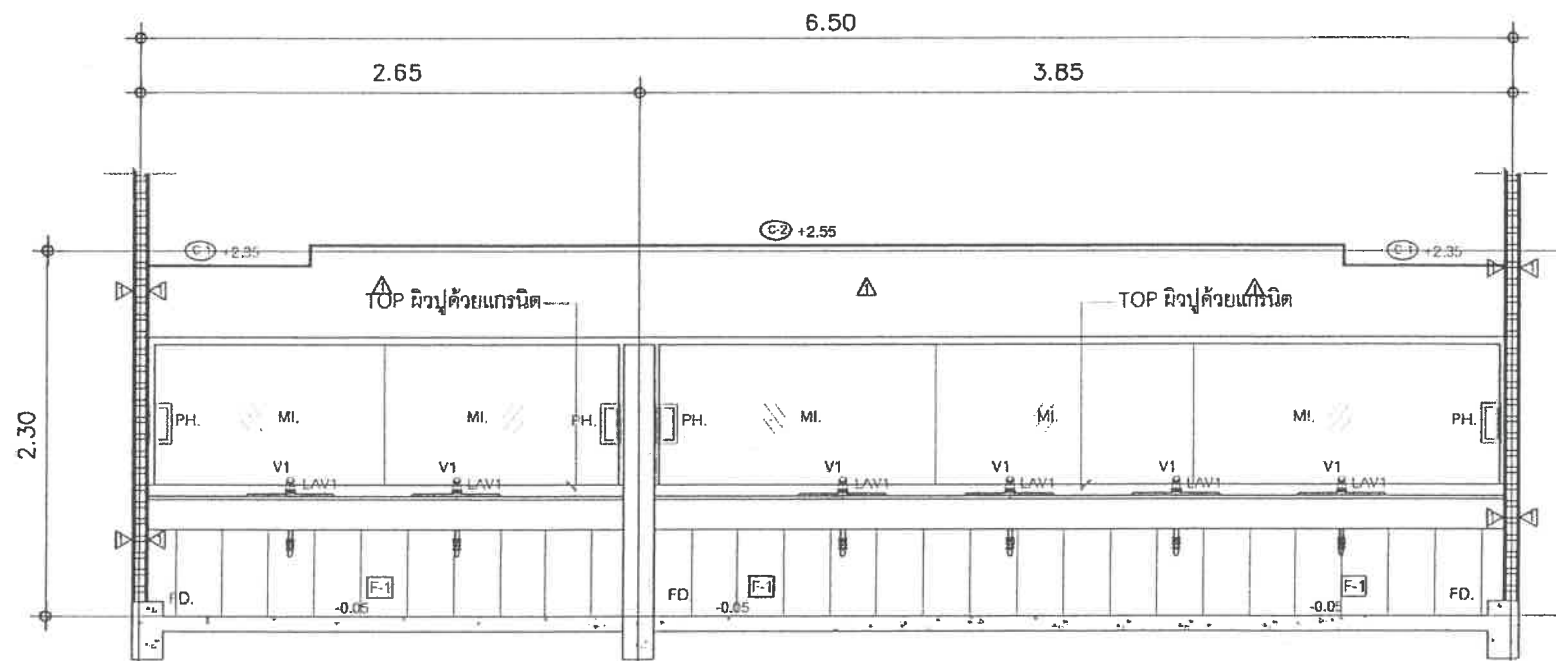 6.50
2.65 3.85
C-2 +2.55
C-1 +2.35 C-1 +2.35
1 1 1
TOP ผิวปูด้วยแกรนิต TOP ผิวปูด้วยแกรนิต
2.30
PH. MI. MI. PH. PH. MI. MI. MI. PH.
V1 V1 V1 V1 V1 V1
LAV1 LAV1 LAV1 LAV1 LAV1 LAV1
F-1 F-1 F-1
FD. FD FD.
-0.05 -0.05 -0.05